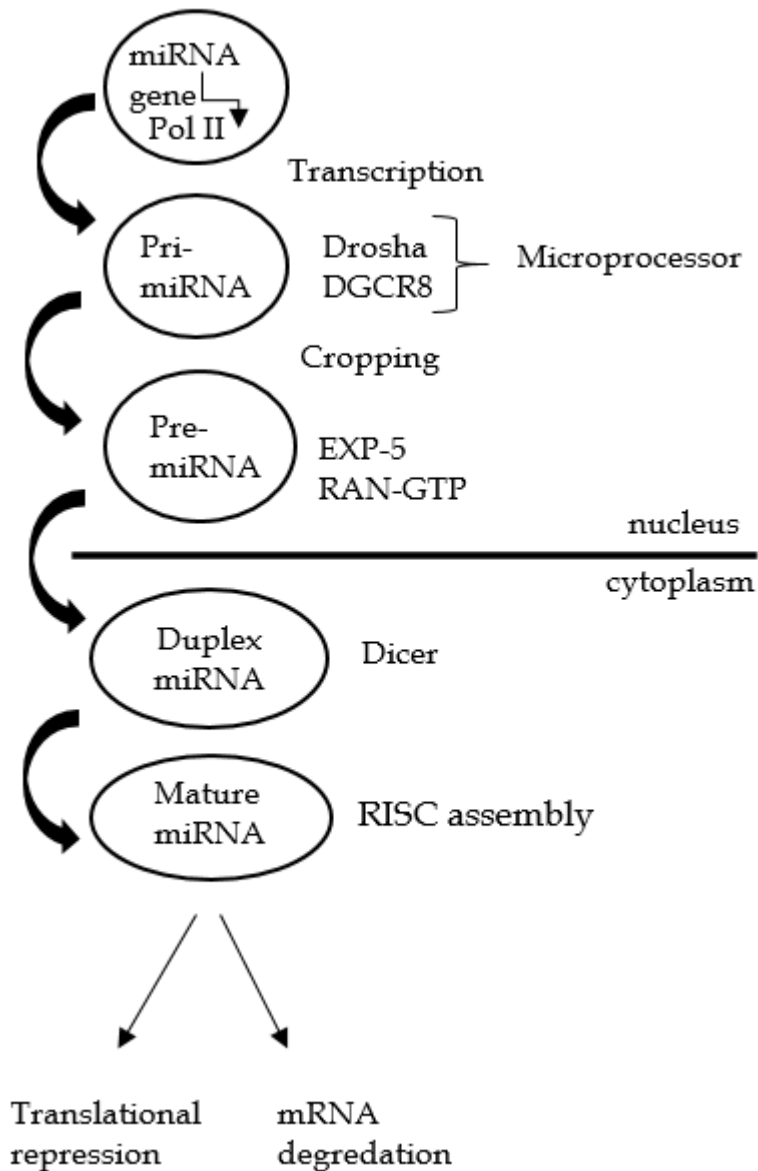 miRNA
gene
Pol II
Transcription
Pri-
miRNA
Drosha
DGCR8
Microprocessor
Cropping
Pre-
miRNA
EXP-5
RAN-GTP
nucleus
cytoplasm
Duplex
miRNA
Dicer
Mature
miRNA
RISC assembly
Translational
repression
mRNA
degredation